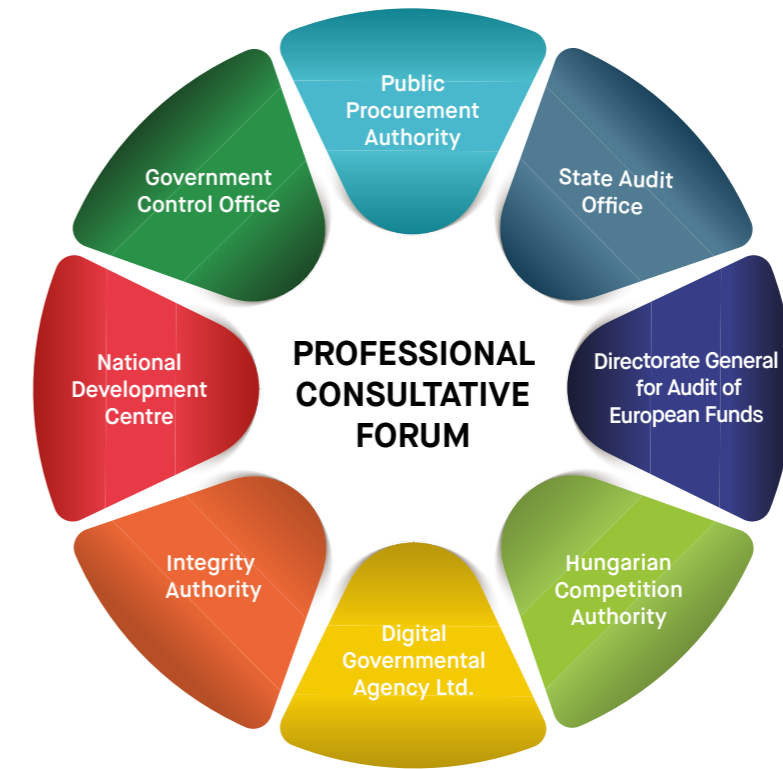 Public
Procurement
Authority
State Audit
Office
Directorate General
for Audit of
European Funds
Hungarian
Competition
Authority
Digital
Governmental
Agency Ltd.
Integrity
Authority
National
Development
Centre
Government
Control Office
PROFESSIONAL
CONSULTATIVE
FORUM